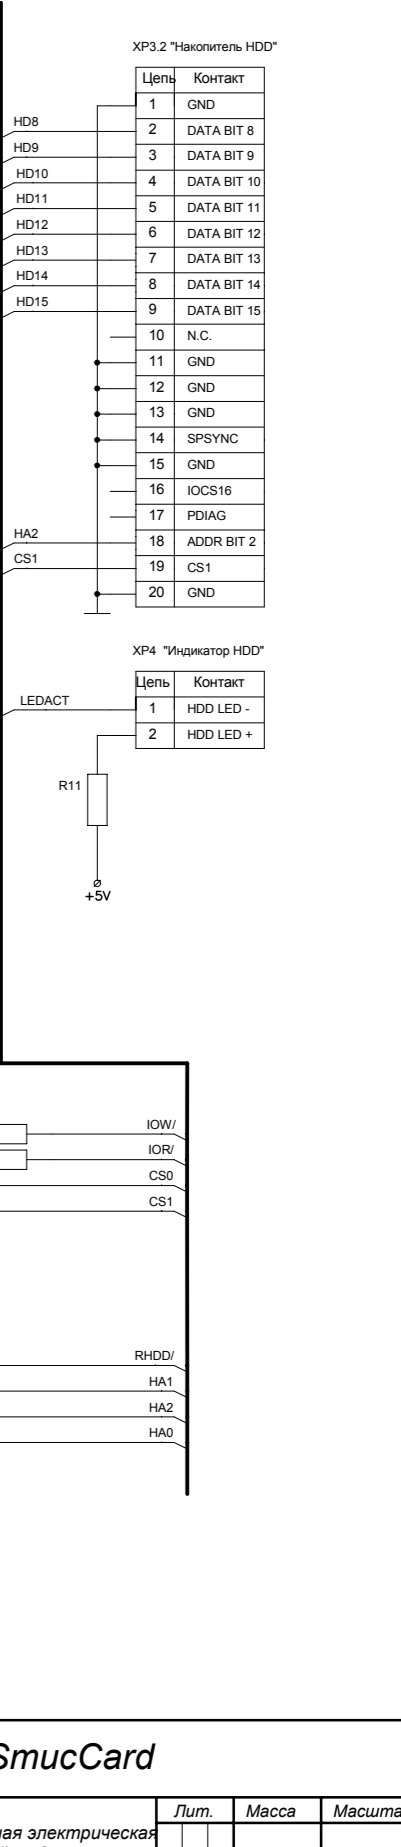 XP3.2 "Накопитель HDD"
Цепь Контакт
1 GND
HD8 2 DATA BIT 8
HD9 3 DATA BIT 9
HD10 4 DATA BIT 10
HD11 5 DATA BIT 11
HD12 6 DATA BIT 12
HD13 7 DATA BIT 13
HD14 8 DATA BIT 14
HD15 9 DATA BIT 15
10 N.C.
11 GND
12 GND
13 GND
14 SPSYNC
15 GND
16 IOCS16
17 PDIAG
HA2 18 ADDR BIT 2
CS1 19 CS1
20 GND
XP4 "Индикатор HDD"
Цепь Контакт
LEDACT 1 HDD LED -
2 HDD LED +
R11
+5V
IOW/
IOR/
CS0
CS1
RHDD/
HA1
HA2
HA0
SmucCard
Лит. Масса Масшта
ная электрическая